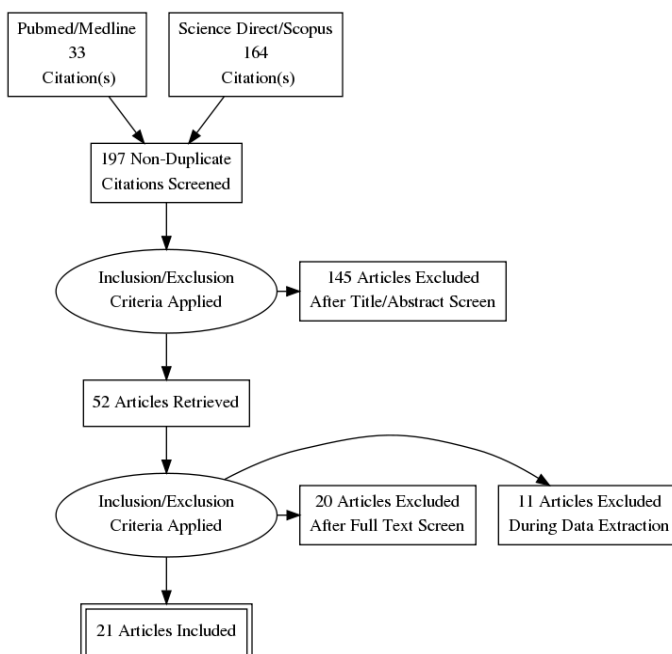 Pubmed/Medline
33
Citation(s)
Science Direct/Scopus
164
Citation(s)
197 Non-Duplicate
Citations Screened
Inclusion/Exclusion
Criteria Applied
145 Articles Excluded
After Title/Abstract Screen
52 Articles Retrieved
Inclusion/Exclusion
Criteria Applied
20 Articles Excluded
After Full Text Screen
11 Articles Excluded
During Data Extraction
21 Articles Included